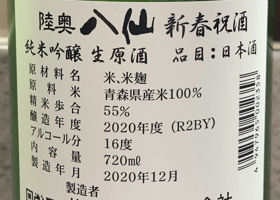 陸奥 八仙 新春祝酒
純米吟醸 生原酒 品目:日本酒
原材料名 米、米麹
原料米 青森県産米100%
精米歩合 55%
醸造年度 2020年度 (R2BY)
アルコール分 16度
内容量 720mℓ
製造年月 2020年12月
製造者
4947965002358